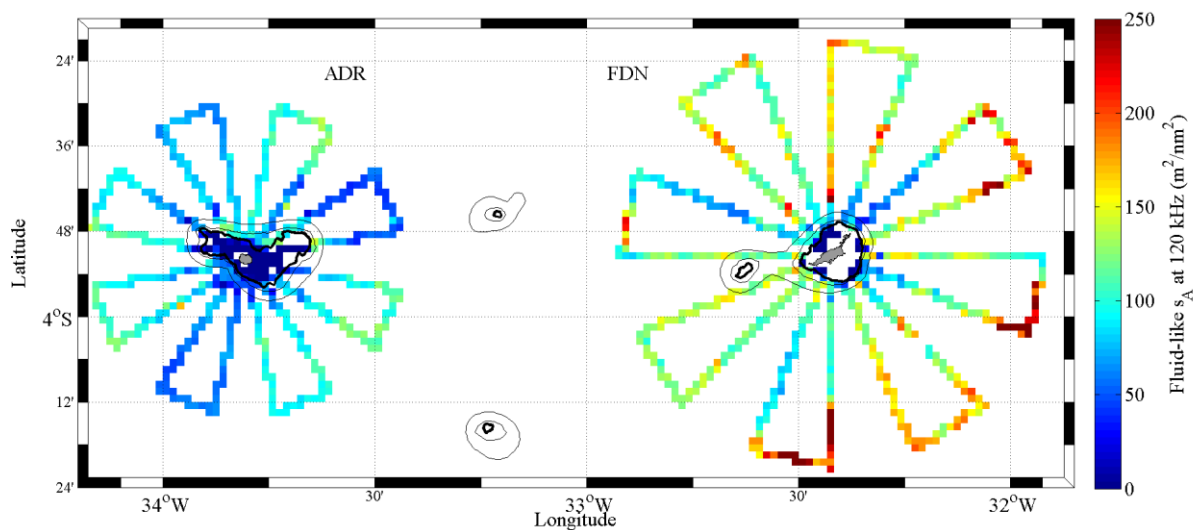 ADR
FDN
24'
36'
48'
4°S
12'
24'
Latitude
34°W
30'
33°W
30'
32°W
Longitude
250
200
150
100
50
0
Fluid-like s_A at 120 kHz (m²/nm²)